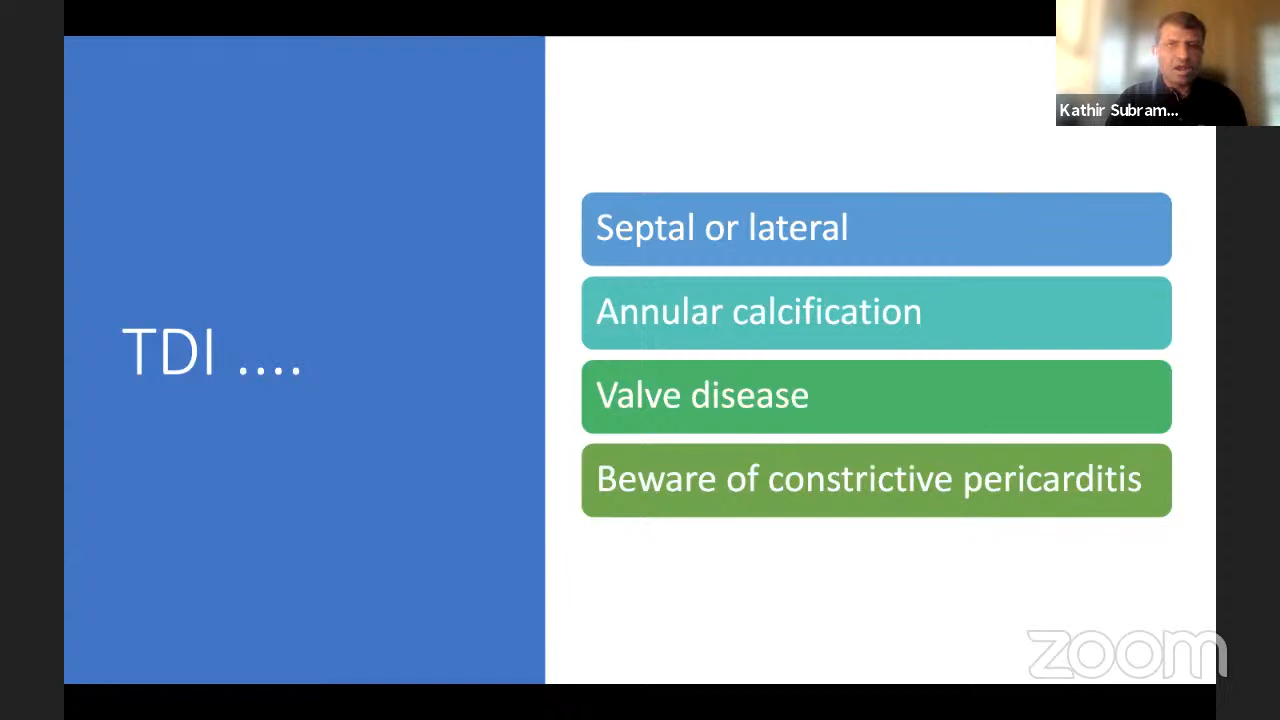 Kathir Subram...
TDI ....
Septal or lateral
Annular calcification
Valve disease
Beware of constrictive pericarditis
zoom